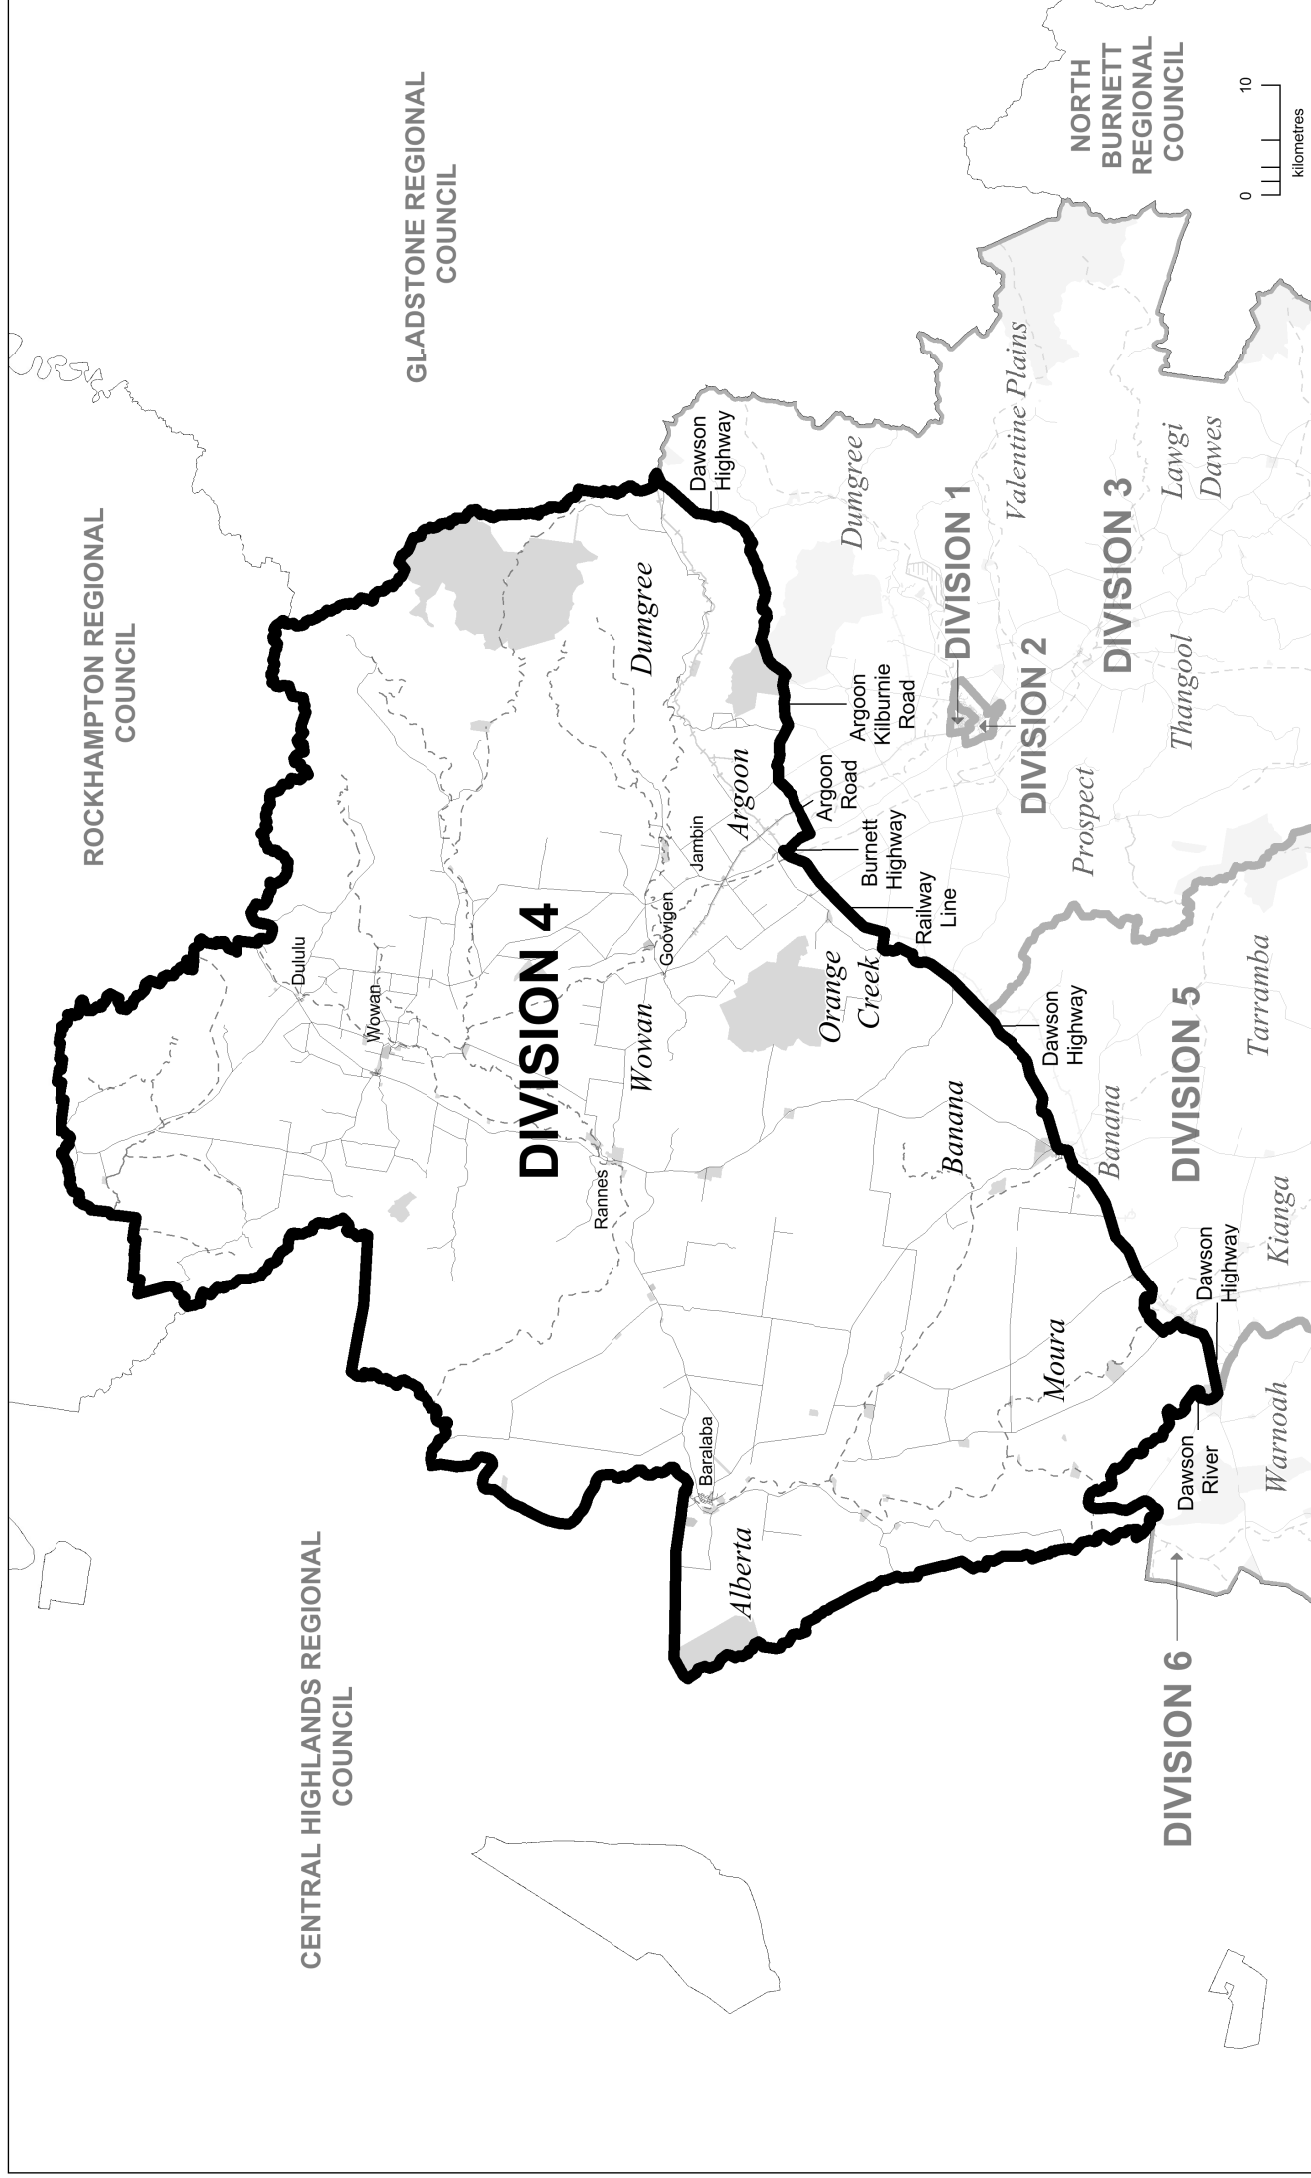 ROCKHAMPTON REGIONAL
COUNCIL
GLADSTONE REGIONAL
COUNCIL
CENTRAL HIGHLANDS REGIONAL
COUNCIL
NORTH
BURNETT
REGIONAL
COUNCIL
0
10
kilometres
DIVISION 4
Dululu
Wowan
Rannes
Goovigen
Jambin
Baralaba
Wowan
Dumgree
Argoon
Orange
Creek
Banana
Moura
Alberta
Dawson
Highway
Argoon
Kilburnie
Road
Argoon
Road
Burnett
Highway
Railway
Line
Dawson
Highway
Dawson
Highway
Dawson
River
Dumgree
Valentine Plains
DIVISION 1
DIVISION 2
DIVISION 3
Lawgi
Dawes
Thangool
Prospect
DIVISION 5
Tarramba
Banana
Kianga
Warnoah
DIVISION 6